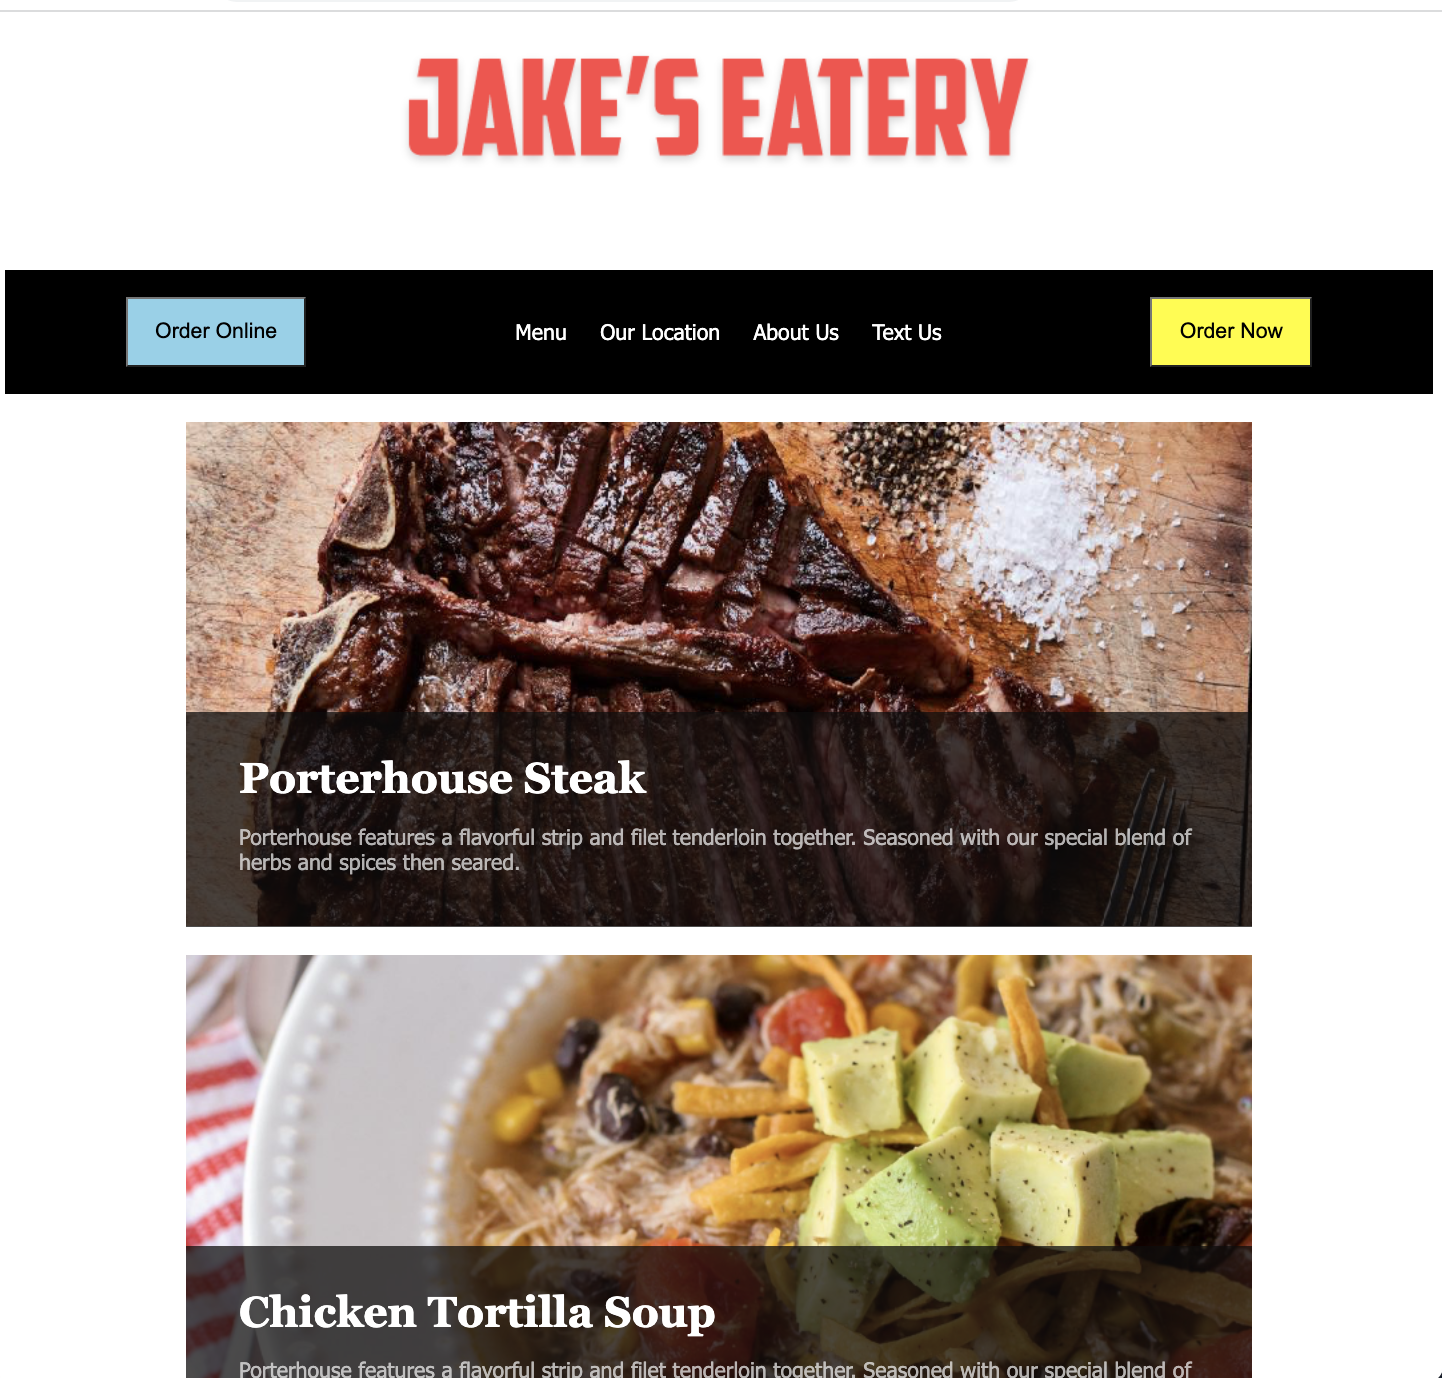 JAKE'S EATERY
Order Online
Menu Our Location About Us Text Us
Order Now
Porterhouse Steak
Porterhouse features a flavorful strip and filet tenderloin together. Seasoned with our special blend of
herbs and spices then seared.
Chicken Tortilla Soup
Porterhouse features a flavorful strip and filet tenderloin together. Seasoned with our special blend of